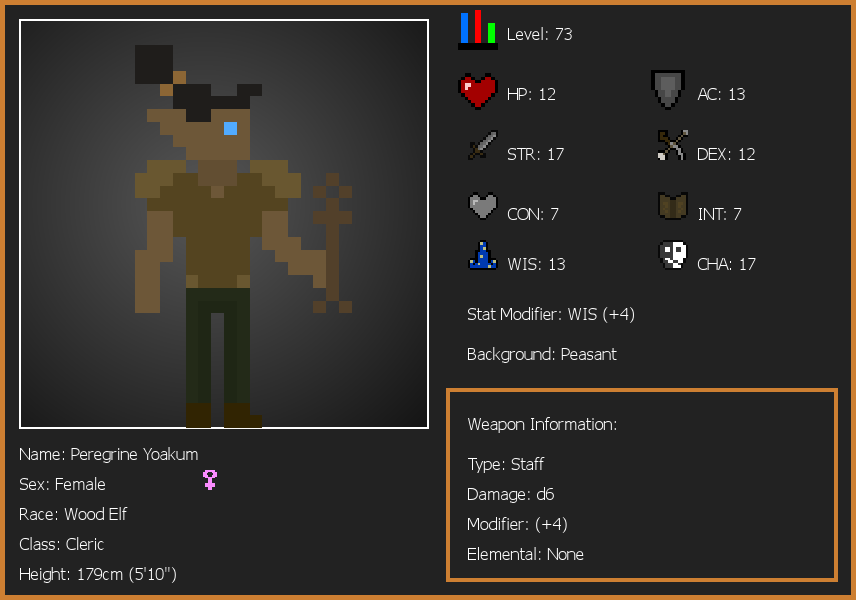 Level: 73
HP: 12
AC: 13
STR: 17
DEX: 12
CON: 7
INT: 7
WIS: 13
CHA: 17
Stat Modifier: WIS (+4)
Background: Peasant
Weapon Information:
Type: Staff
Damage: d6
Modifier: (+4)
Elemental: None
Name: Peregrine Yoakum
Sex: Female
Race: Wood Elf
Class: Cleric
Height: 179cm (5'10")